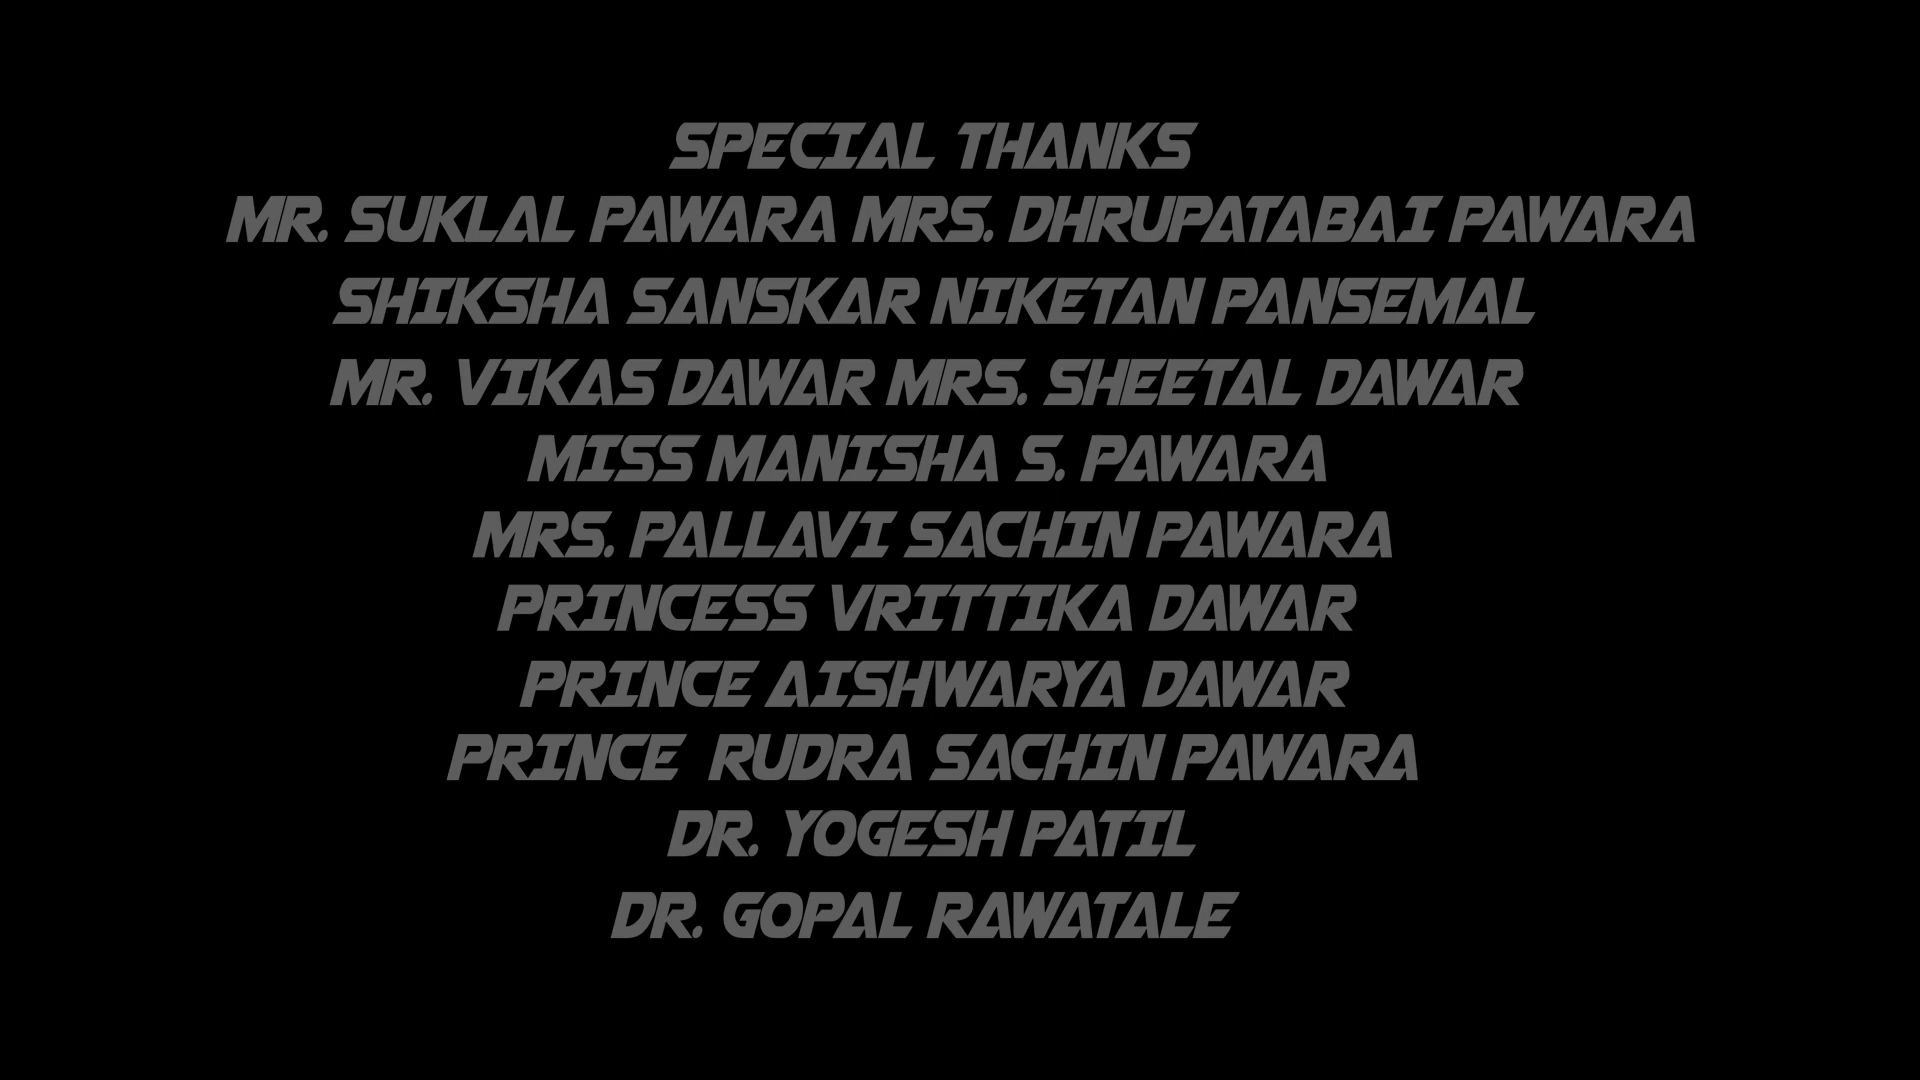 SPECIAL THANKS
MR. SUKLAL PAWARA MRS. DHRUPATABAI PAWARA
SHIKSHA SANSKAR NIKETAN PANSEMAL
MR. VIKAS DAWAR MRS. SHEETAL DAWAR
MISS MANISHA S. PAWARA
MRS. PALLAVI SACHIN PAWARA
PRINCESS VRITTIKA DAWAR
PRINCE AISHWARYA DAWAR
PRINCE RUDRA SACHIN PAWARA
DR. YOGESH PATIL
DR. GOPAL RAWATALE